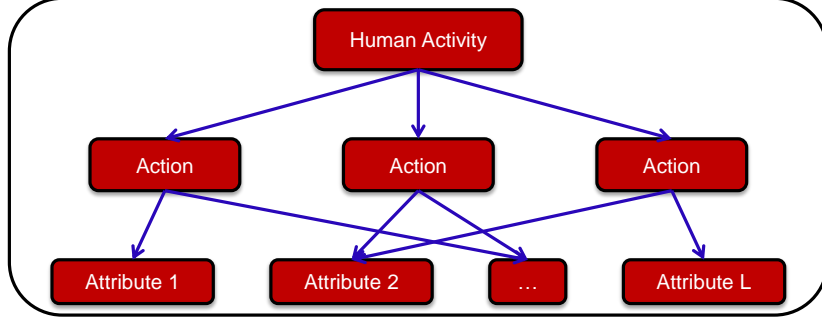 Human Activity
Action
Action
Action
Attribute 1
Attribute 2
…
Attribute L